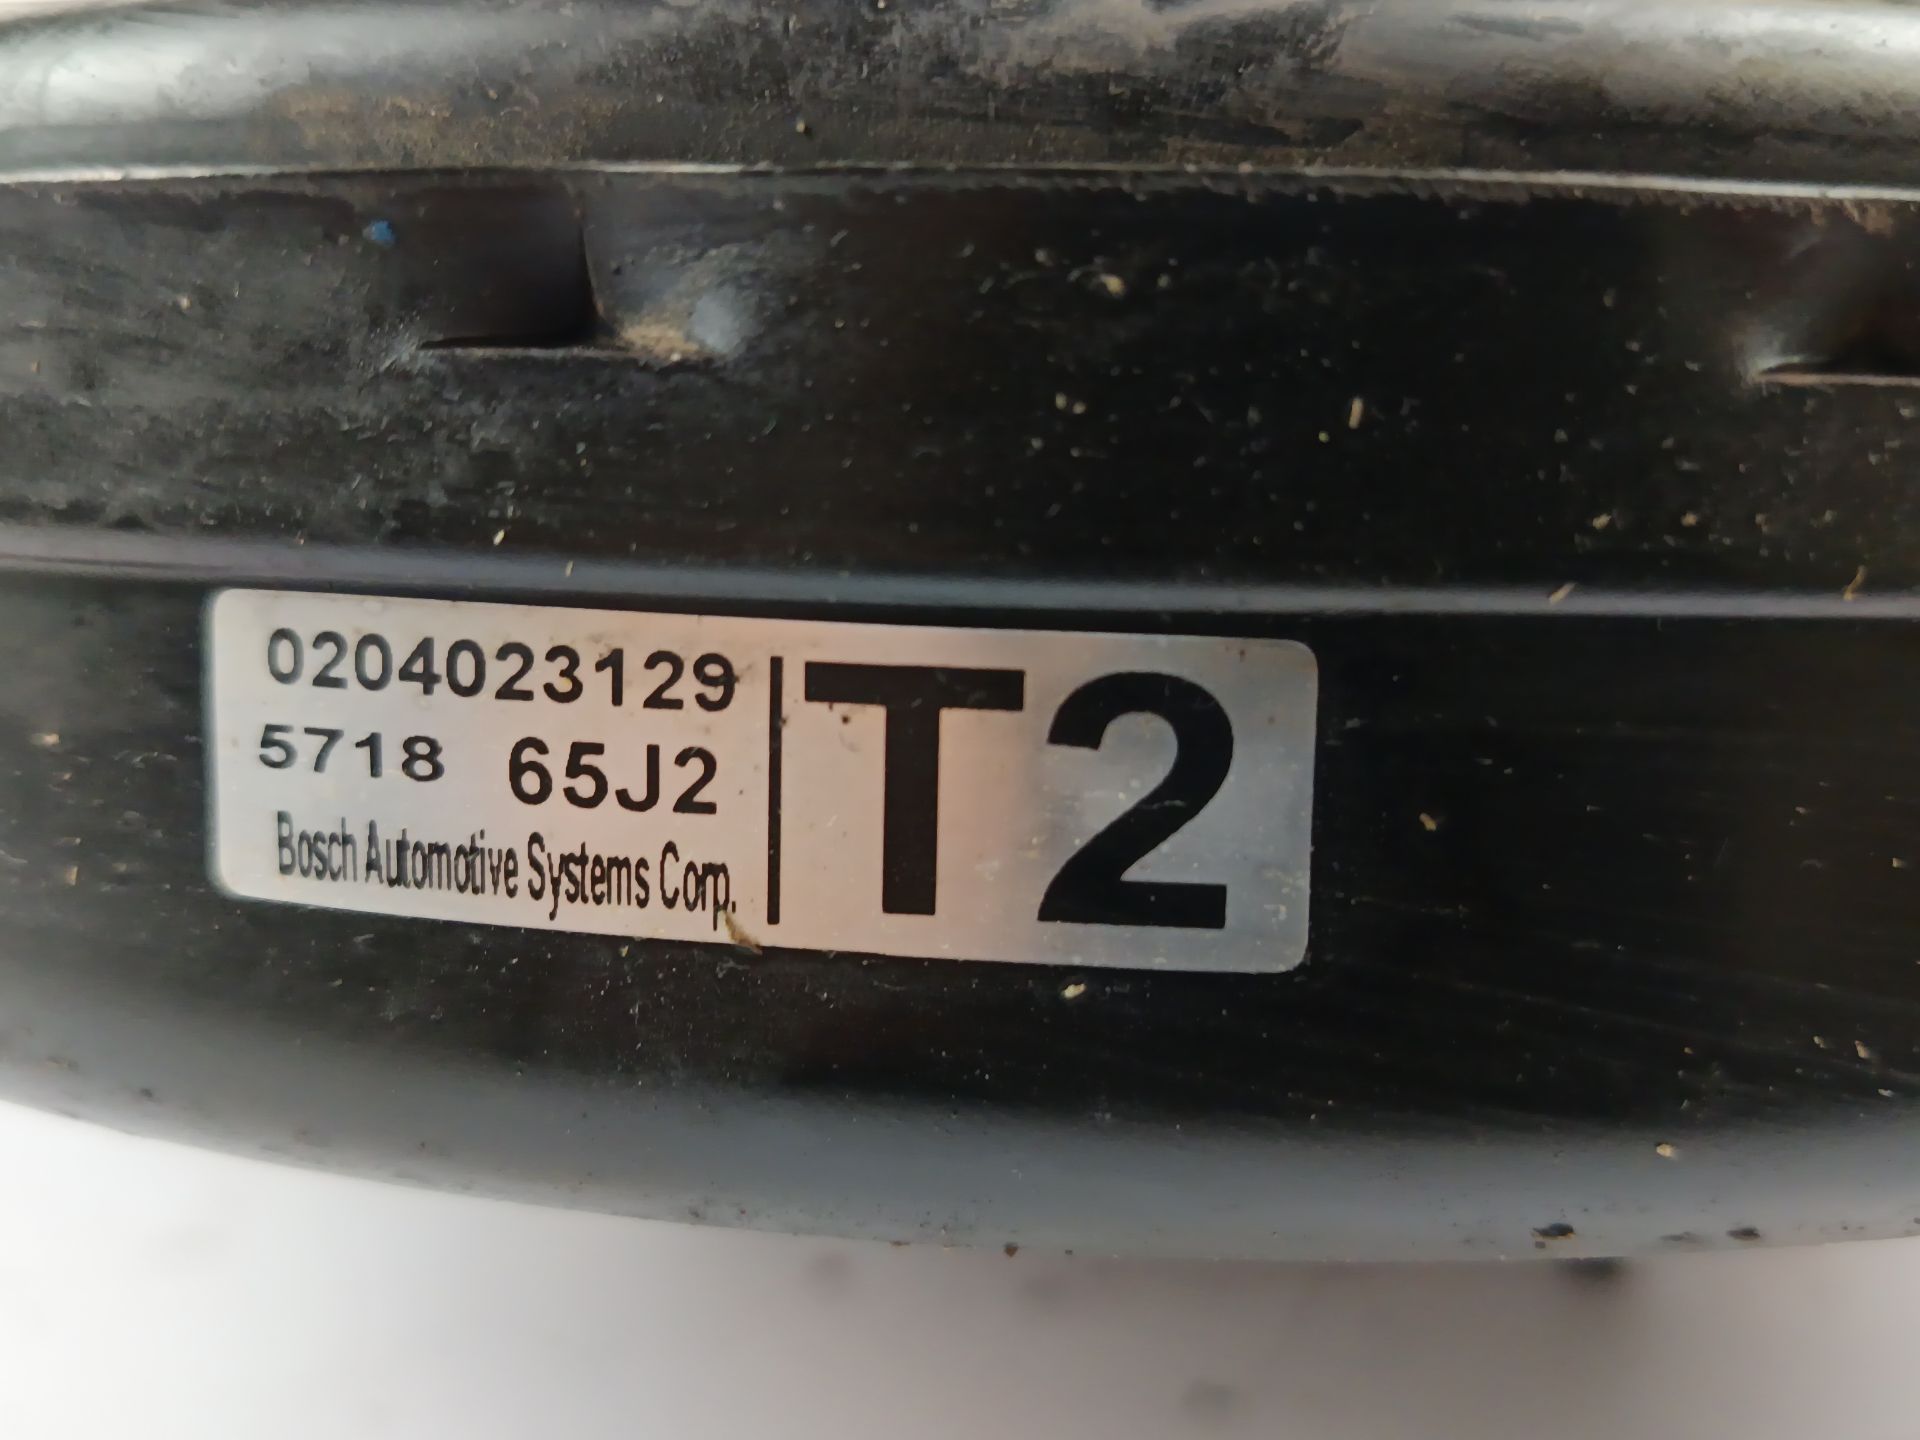 0204023129
5718 65J2
Bosch Automotive Systems Corp.
T2